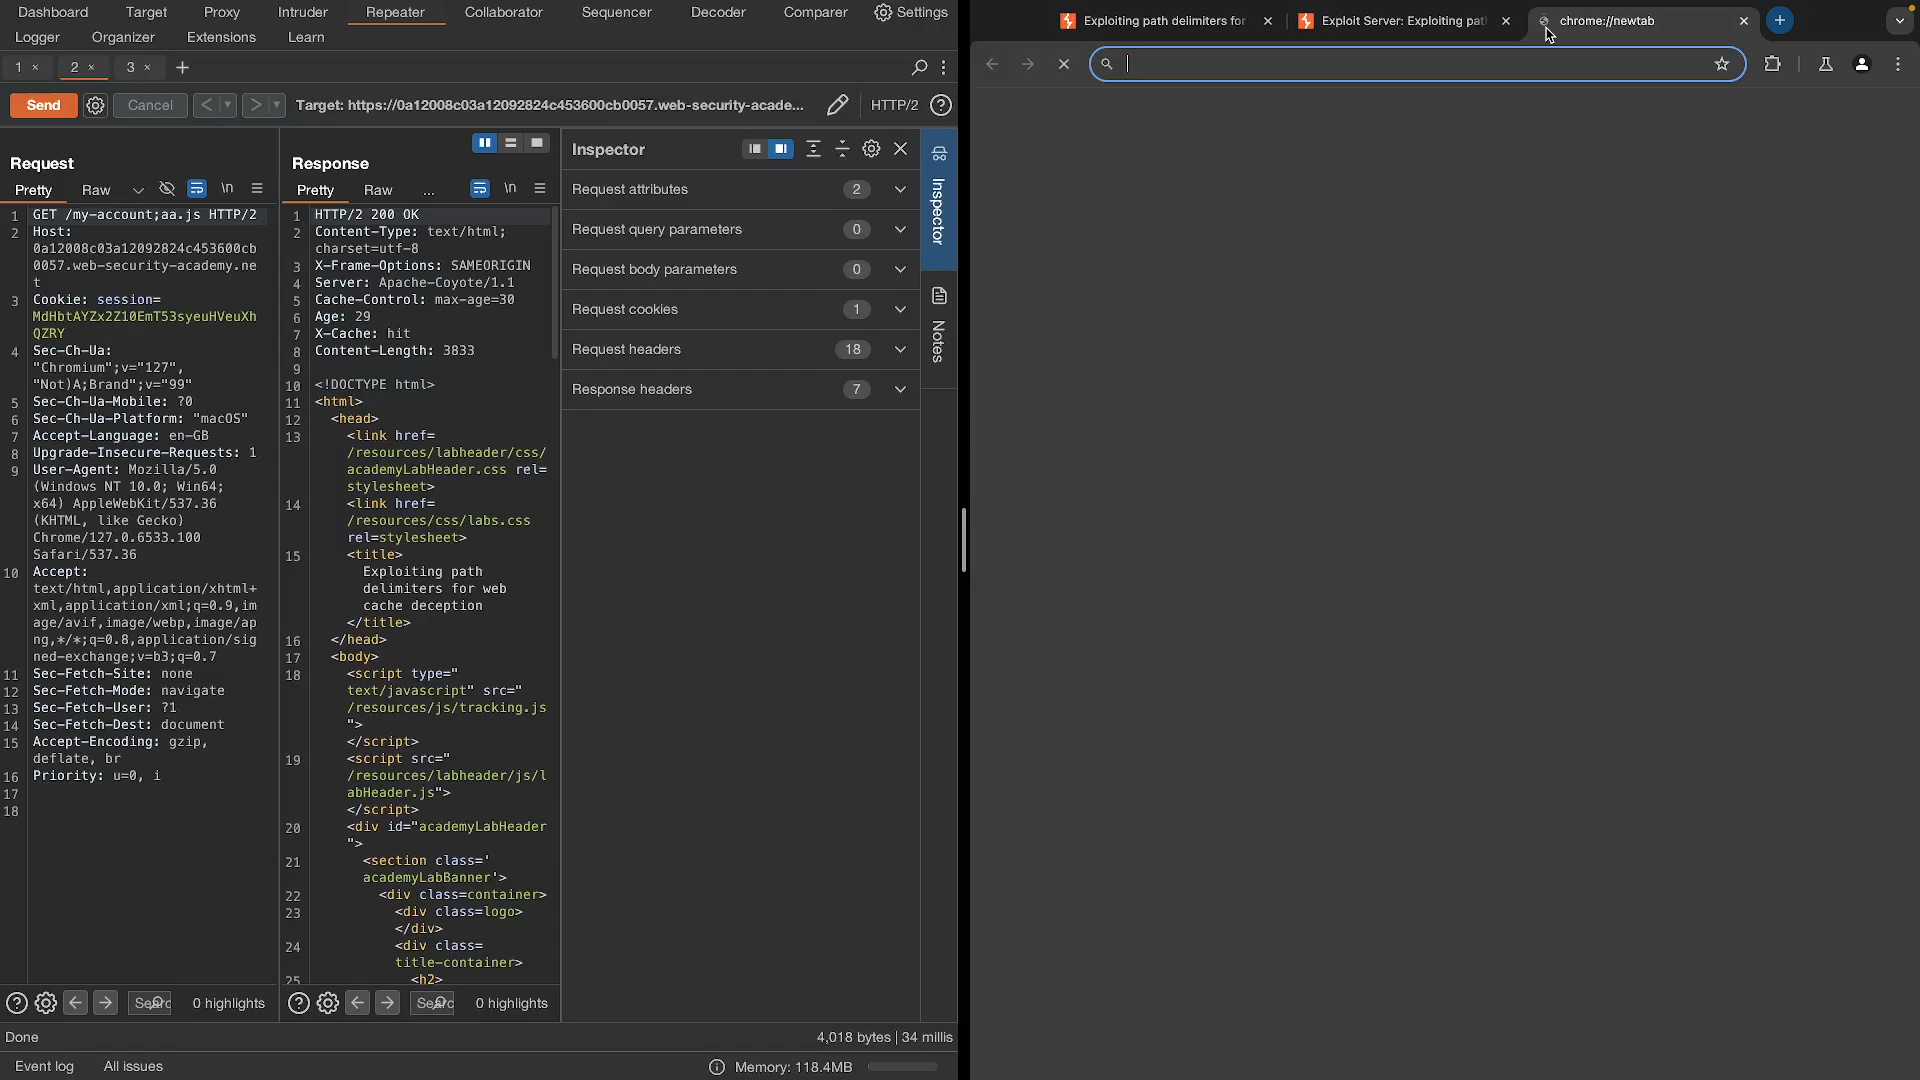 Dashboard Target Proxy Intruder Repeater Collaborator Sequencer Decoder Comparer Settings
Logger Organizer Extensions Learn
1 × 2 × 3 × +
Send Cancel < > Target: https://0a12008c03a12092824c453600cb0057.web-security-acade... HTTP/2 ?
Request
Pretty Raw \n
1 GET /my-account;aa.js HTTP/2
2 Host:
0a12008c03a12092824c453600cb
0057.web-security-academy.ne
t
3 Cookie: session=
MdHbtAYZx2Z10EmT53syeuHVeuXh
QZRY
4 Sec-Ch-Ua:
"Chromium";v="127",
"Not)A;Brand";v="99"
5 Sec-Ch-Ua-Mobile: ?0
6 Sec-Ch-Ua-Platform: "macOS"
7 Accept-Language: en-GB
8 Upgrade-Insecure-Requests: 1
9 User-Agent: Mozilla/5.0
(Windows NT 10.0; Win64;
x64) AppleWebKit/537.36
(KHTML, like Gecko)
Chrome/127.0.6533.100
Safari/537.36
10 Accept:
text/html,application/xhtml+
xml,application/xml;q=0.9,im
age/avif,image/webp,image/ap
ng,*/*;q=0.8,application/sig
ned-exchange;v=b3;q=0.7
11 Sec-Fetch-Site: none
12 Sec-Fetch-Mode: navigate
13 Sec-Fetch-User: ?1
14 Sec-Fetch-Dest: document
15 Accept-Encoding: gzip,
deflate, br
16 Priority: u=0, i
17
18
0 highlights
Response
Pretty Raw ... \n
1 HTTP/2 200 OK
2 Content-Type: text/html;
charset=utf-8
3 X-Frame-Options: SAMEORIGIN
4 Server: Apache-Coyote/1.1
5 Cache-Control: max-age=30
6 Age: 29
7 X-Cache: hit
8 Content-Length: 3833
9
10 <!DOCTYPE html>
11 <html>
12 <head>
13 <link href=
/resources/labheader/css/
academyLabHeader.css rel=
stylesheet>
14 <link href=
/resources/css/labs.css
rel=stylesheet>
15 <title>
Exploiting path
delimiters for web
cache deception
</title>
16 </head>
17 <body>
18 <script type="
text/javascript" src="
/resources/js/tracking.js
">
</script>
19 <script src="
/resources/labheader/js/l
abHeader.js">
</script>
20 <div id="academyLabHeader
">
21 <section class='
academyLabBanner'>
22 <div class=container>
23 <div class=logo>
</div>
24 <div class=
title-container>
25 <h2>
0 highlights
Inspector
Request attributes 2
Request query parameters 0
Request body parameters 0
Request cookies 1
Request headers 18
Response headers 7
Inspector
Notes
Done 4,018 bytes | 34 millis
Event log All issues Memory: 118.4MB
Exploiting path delimiters for × Exploit Server: Exploiting pat × chrome://newtab × +